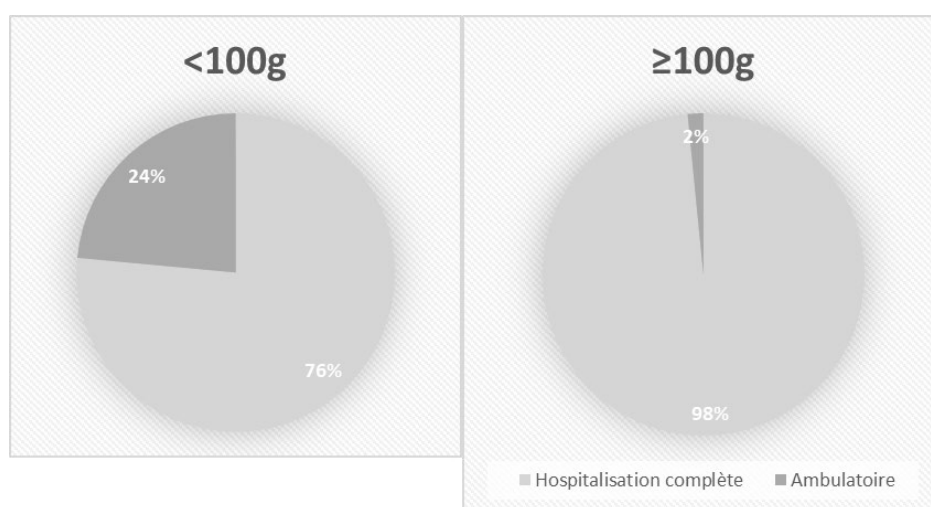 <100g
24%
76%
≥100g
2%
98%
Hospitalisation complète
Ambulatoire